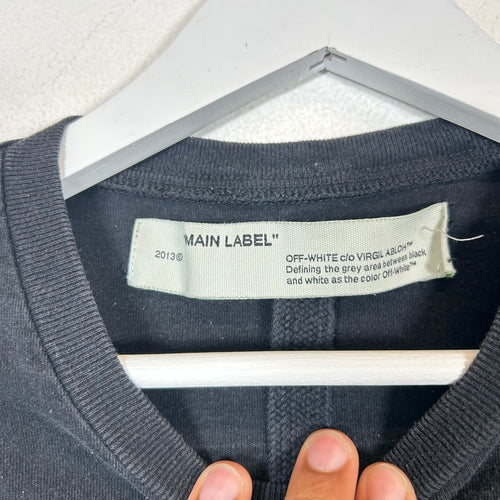 "MAIN LABEL"
2013©
OFF-WHITE c/o VIRGIL ABLOH™
Defining the grey area between black
and white as the color Off-White™